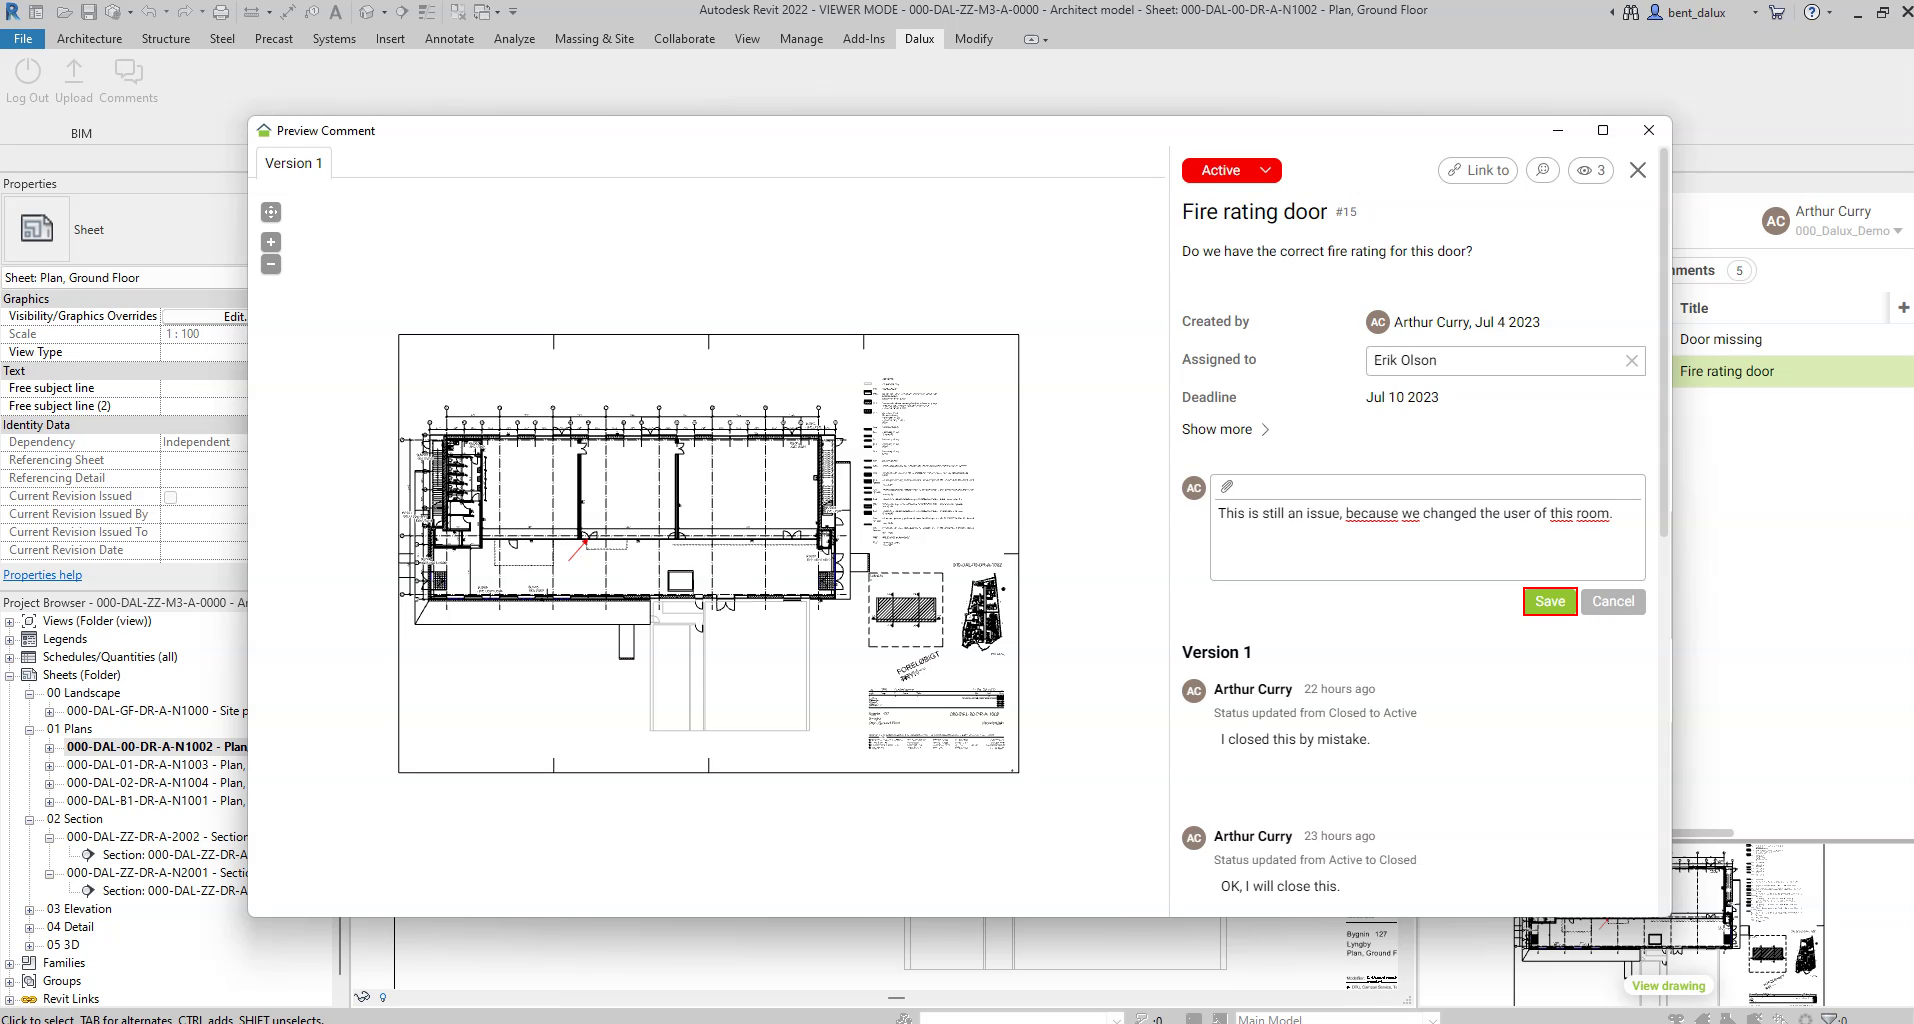 Autodesk Revit 2022 - VIEWER MODE - 000-DAL-ZZ-M3-A-0000 - Architect model - Sheet: 000-DAL-00-DR-A-N1002 - Plan, Ground Floor
bent_dalux
File Architecture Structure Steel Precast Systems Insert Annotate Analyze Massing & Site Collaborate View Manage Add-Ins Dalux Modify
Log Out Upload Comments
BIM
Preview Comment
Version 1
Active
Link to
3
Fire rating door #15
Do we have the correct fire rating for this door?
Created by
AC Arthur Curry, Jul 4 2023
Assigned to
Erik Olson
Deadline
Jul 10 2023
Show more
AC
This is still an issue, because we changed the user of this room.
Save Cancel
Version 1
AC Arthur Curry 22 hours ago
Status updated from Closed to Active
I closed this by mistake.
AC Arthur Curry 23 hours ago
Status updated from Active to Closed
OK, I will close this.
Properties
Sheet
Sheet: Plan, Ground Floor
Graphics
Visibility/Graphics Overrides Edit.
Scale 1 : 100
View Type
Text
Free subject line
Free subject line (2)
Identity Data
Dependency Independent
Referencing Sheet
Referencing Detail
Current Revision Issued
Current Revision Issued By
Current Revision Issued To
Current Revision Date
Properties help
Project Browser - 000-DAL-ZZ-M3-A-0000 - Ar
Views (Folder (view))
Legends
Schedules/Quantities (all)
Sheets (Folder)
00 Landscape
000-DAL-GF-DR-A-N1000 - Site p
01 Plans
000-DAL-00-DR-A-N1002 - Plan
000-DAL-01-DR-A-N1003 - Plan,
000-DAL-02-DR-A-N1004 - Plan,
000-DAL-B1-DR-A-N1001 - Plan,
02 Section
000-DAL-ZZ-DR-A-2002 - Section
Section: 000-DAL-ZZ-DR-A
000-DAL-ZZ-DR-A-N2001 - Sectio
Section: 000-DAL-ZZ-DR-A
03 Elevation
04 Detail
05 3D
Families
Groups
Revit Links
Click to select, TAB for alternates, CTRL adds, SHIFT unselects.
AC Arthur Curry
000_Dalux_Demo
mments 5
Title
Door missing
Fire rating door
FORELØBIGT
Bygnin 127
Lyngby
Plan, Ground F
View drawing
:0
Main Model
:0